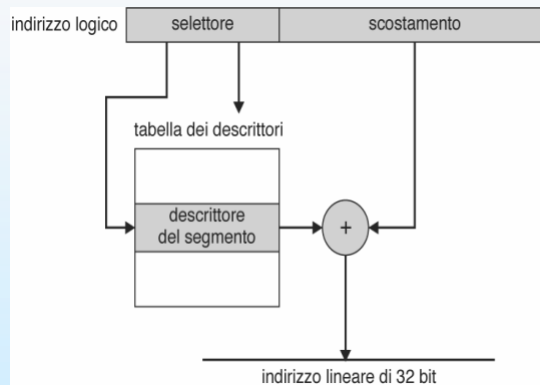 indirizzo logico
selettore
scostamento
tabella dei descrittori
descrittore
del segmento
+
indirizzo lineare di 32 bit